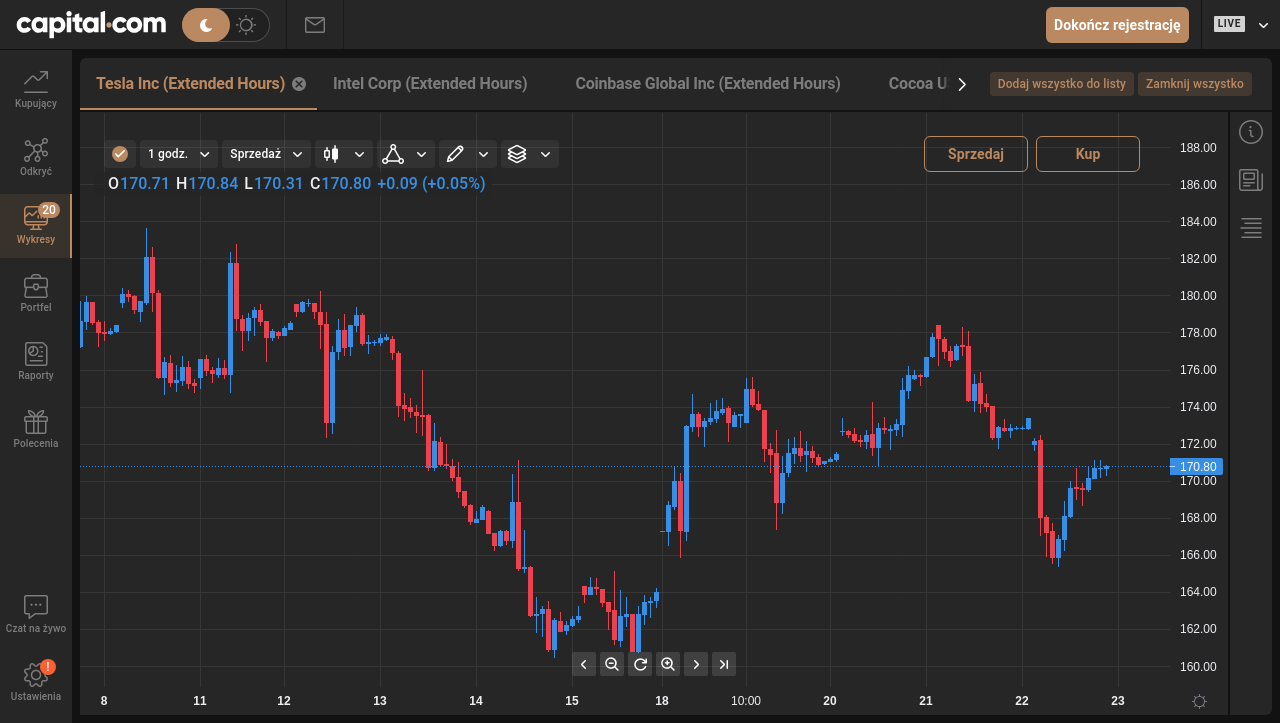 capital.com
Dokończ rejestrację
LIVE
Tesla Inc (Extended Hours)
Intel Corp (Extended Hours)
Coinbase Global Inc (Extended Hours)
Cocoa U
Dodaj wszystko do listy
Zamknij wszystko
Kupujący
Odkryć
20
Wykresy
Portfel
Raporty
Polecenia
Czat na żywo
!
Ustawienia
1 godz.
Sprzedaż
Sprzedaj
Kup
O170.71 H170.84 L170.31 C170.80 +0.09 (+0.05%)
188.00
186.00
184.00
182.00
180.00
178.00
176.00
174.00
172.00
170.80
170.00
168.00
166.00
164.00
162.00
160.00
8 11 12 13 14 15 18 10:00 20 21 22 23